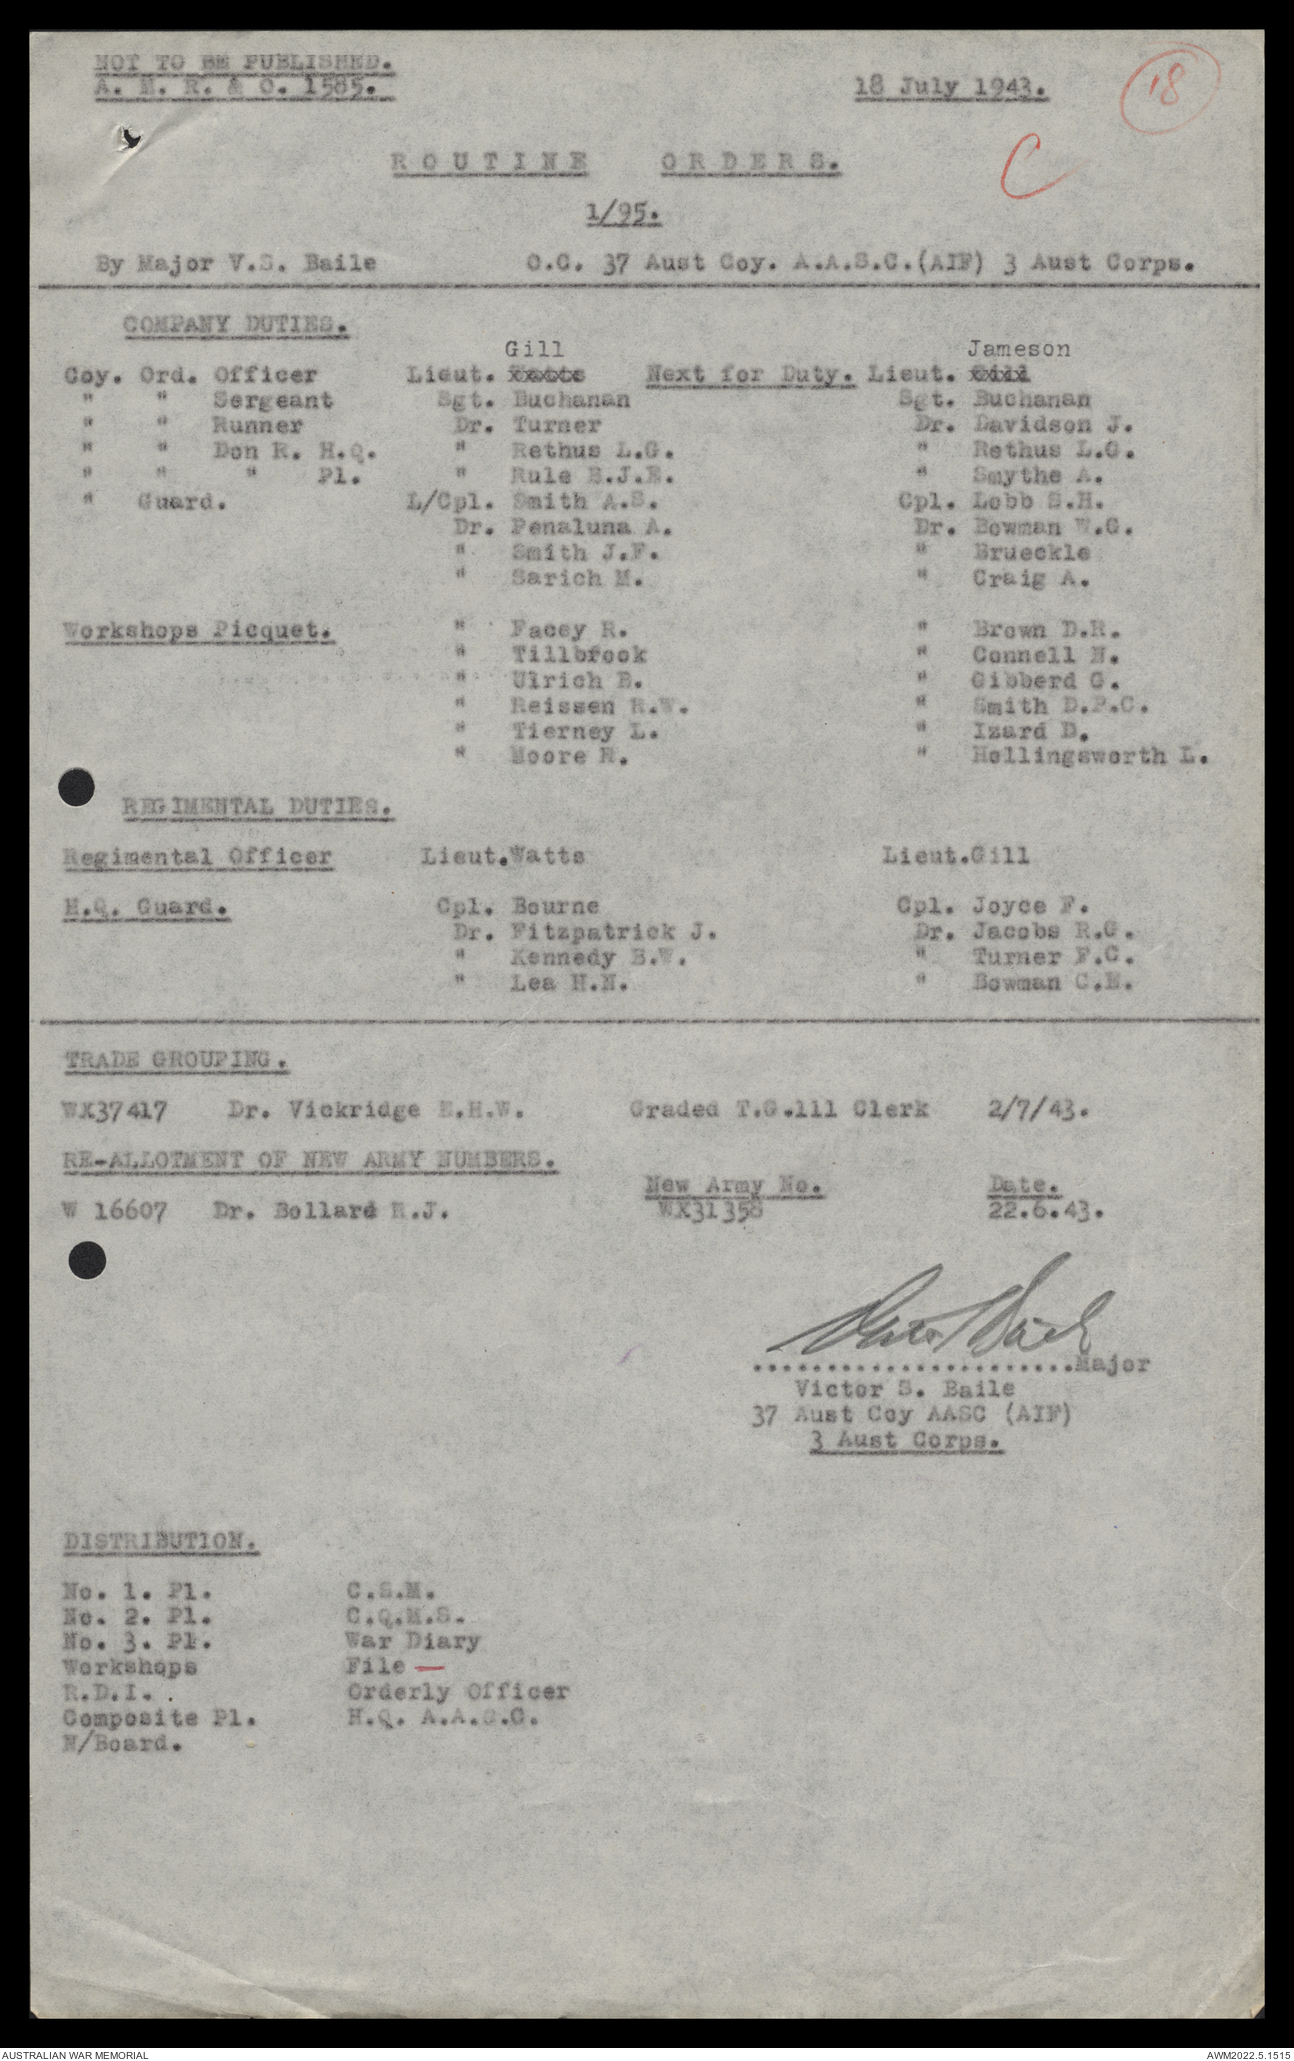 NOT TO BE PUBLISHED.
A. M. R. & O. 1585.
18 July 1943.
18
C
ROUTINE ORDERS.
1/95.
By Major V.S. Baile O.C. 37 Aust Coy. A.A.S.C.(AIF) 3 Aust Corps.
COMPANY DUTIES.
Gill Jameson
Coy. Ord. Officer Lieut. Watts Next for Duty. Lieut. Gill
" " Sergeant Sgt. Buchanan Sgt. Buchanan
" " Runner Dr. Turner Dr. Davidson J.
" " Don R. H.Q. " Rethus L.G. " Rethus L.G.
" " " Pl. " Rule B.J.E. " Smythe A.
" Guard. L/Cpl. Smith A.S. Cpl. Lobb S.H.
Dr. Penaluna A. Dr. Bowman W.G.
" Smith J.F. " Brueckle
" Sarich M. " Craig A.
Workshops Picquet. " Facey R. " Brown D.R.
" Tillbrook " Connell H.
" Ulrich E. " Gibberd G.
" Reissen R.W. " Smith D.P.C.
" Tierney L. " Izard D.
" Moore H. " Hollingsworth L.
REGIMENTAL DUTIES.
Regimental Officer Lieut.Watts Lieut.Gill
H.Q. Guard. Cpl. Bourne Cpl. Joyce F.
Dr. Fitzpatrick J. Dr. Jacobs R.G.
" Kennedy B.W. " Turner F.C.
" Lea H.N. " Bowman C.E.
TRADE GROUPING.
WX37417 Dr. Vickridge E.H.W. Graded T.G.111 Clerk 2/7/43.
RE-ALLOTMENT OF NEW ARMY NUMBERS.
New Army No. Date.
W 16607 Dr. Bollard R.J. WX31358 22.6.43.
........................Major
Victor S. Baile
37 Aust Coy AASC (AIF)
3 Aust Corps.
DISTRIBUTION.
No. 1. Pl. C.S.M.
No. 2. Pl. C.Q.M.S.
No. 3. Pl. War Diary
Workshops File —
R.D.I. . Orderly Officer
Composite Pl. H.Q. A.A.S.C.
N/Board.
AUSTRALIAN WAR MEMORIAL AWM2022.5.1515